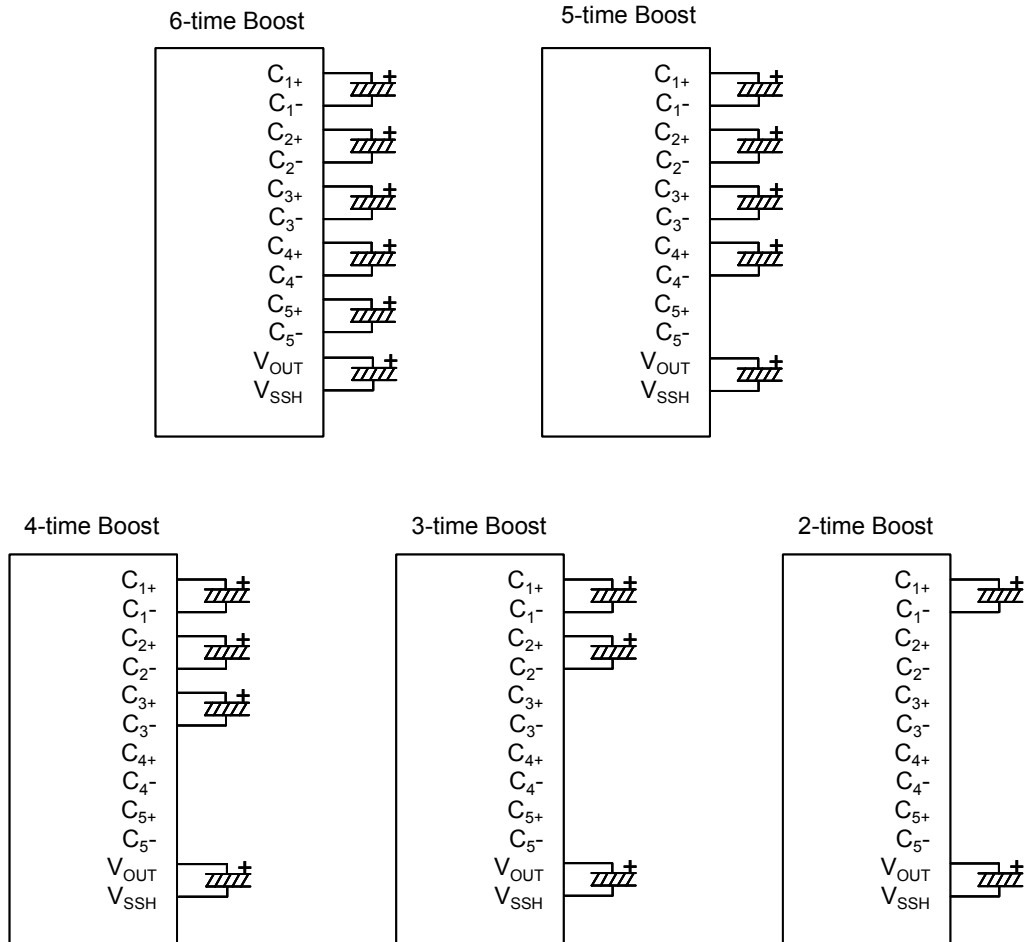 6-time Boost
C1+
C1-
C2+
C2-
C3+
C3-
C4+
C4-
C5+
C5-
VOUT
VSSH
+
+
+
+
+
+
5-time Boost
C1+
C1-
C2+
C2-
C3+
C3-
C4+
C4-
C5+
C5-
VOUT
VSSH
+
+
+
+
+
4-time Boost
C1+
C1-
C2+
C2-
C3+
C3-
C4+
C4-
C5+
C5-
VOUT
VSSH
+
+
+
+
3-time Boost
C1+
C1-
C2+
C2-
C3+
C3-
C4+
C4-
C5+
C5-
VOUT
VSSH
+
+
+
2-time Boost
C1+
C1-
C2+
C2-
C3+
C3-
C4+
C4-
C5+
C5-
VOUT
VSSH
+
+